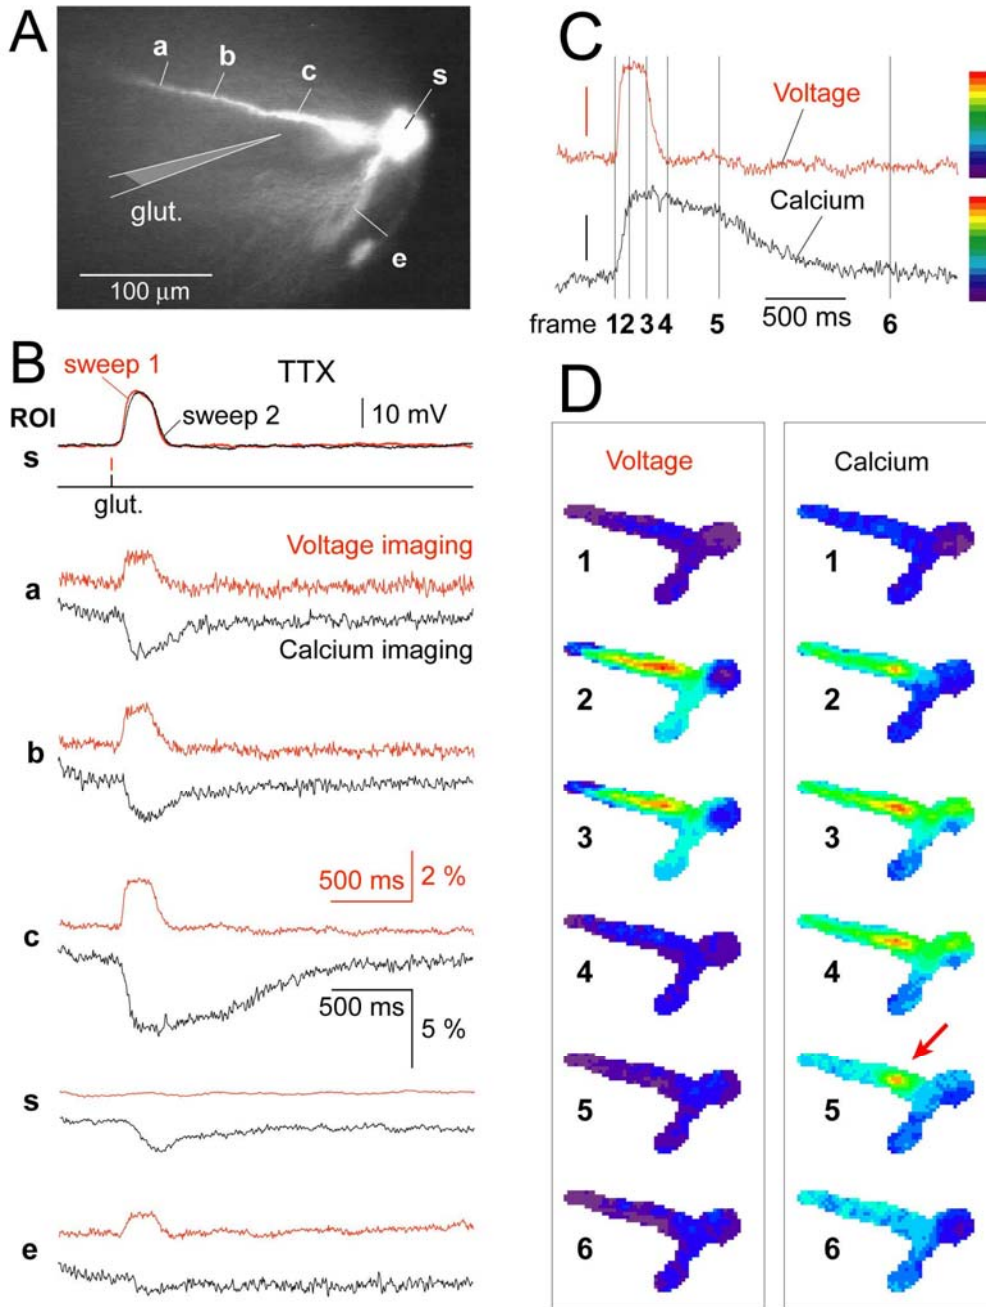 A
a
b
c
s
glut.
e
100 µm
B
sweep 1
TTX
ROI
sweep 2
10 mV
s
glut.
Voltage imaging
a
Calcium imaging
b
500 ms
2 %
c
500 ms
5 %
s
e
C
Voltage
Calcium
500 ms
frame 1 2 3 4 5 6
D
Voltage
1
2
3
4
5
6
Calcium
1
2
3
4
5
6